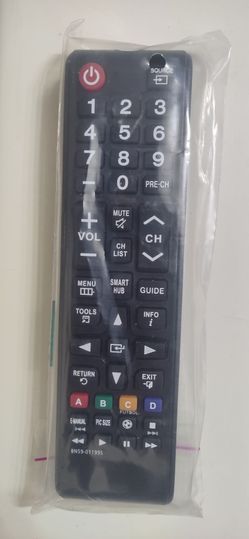 SOURCE
1 2 3
4 5 6
7 8 9
– 0 PRE-CH
+ MUTE
VOL CH
CH LIST
–
MENU SMART HUB GUIDE
TOOLS INFO
i
RETURN EXIT
A B C D
FUTBOL
E-MANUAL PIC SIZE
BN59-01199S